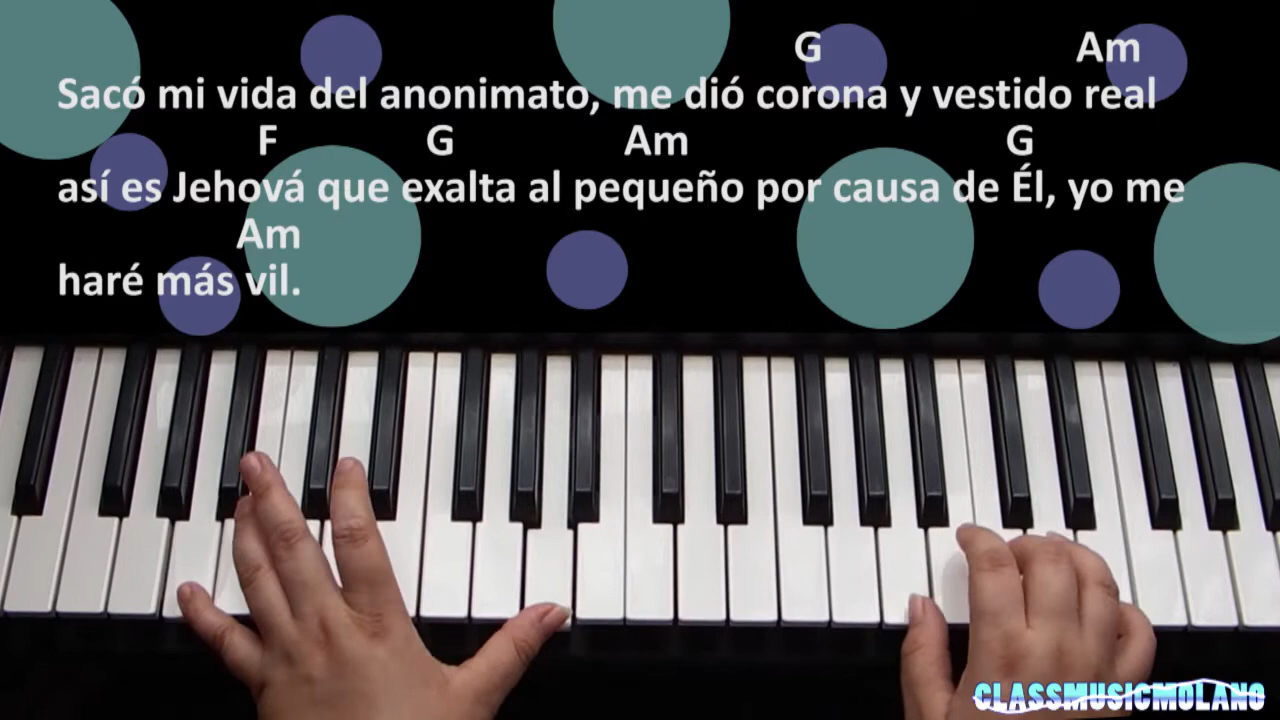 G Am
Sacó mi vida del anonimato, me dió corona y vestido real
F G Am G
así es Jehová que exalta al pequeño por causa de Él, yo me
Am
haré más vil.
CLASSMUSICMOLANO